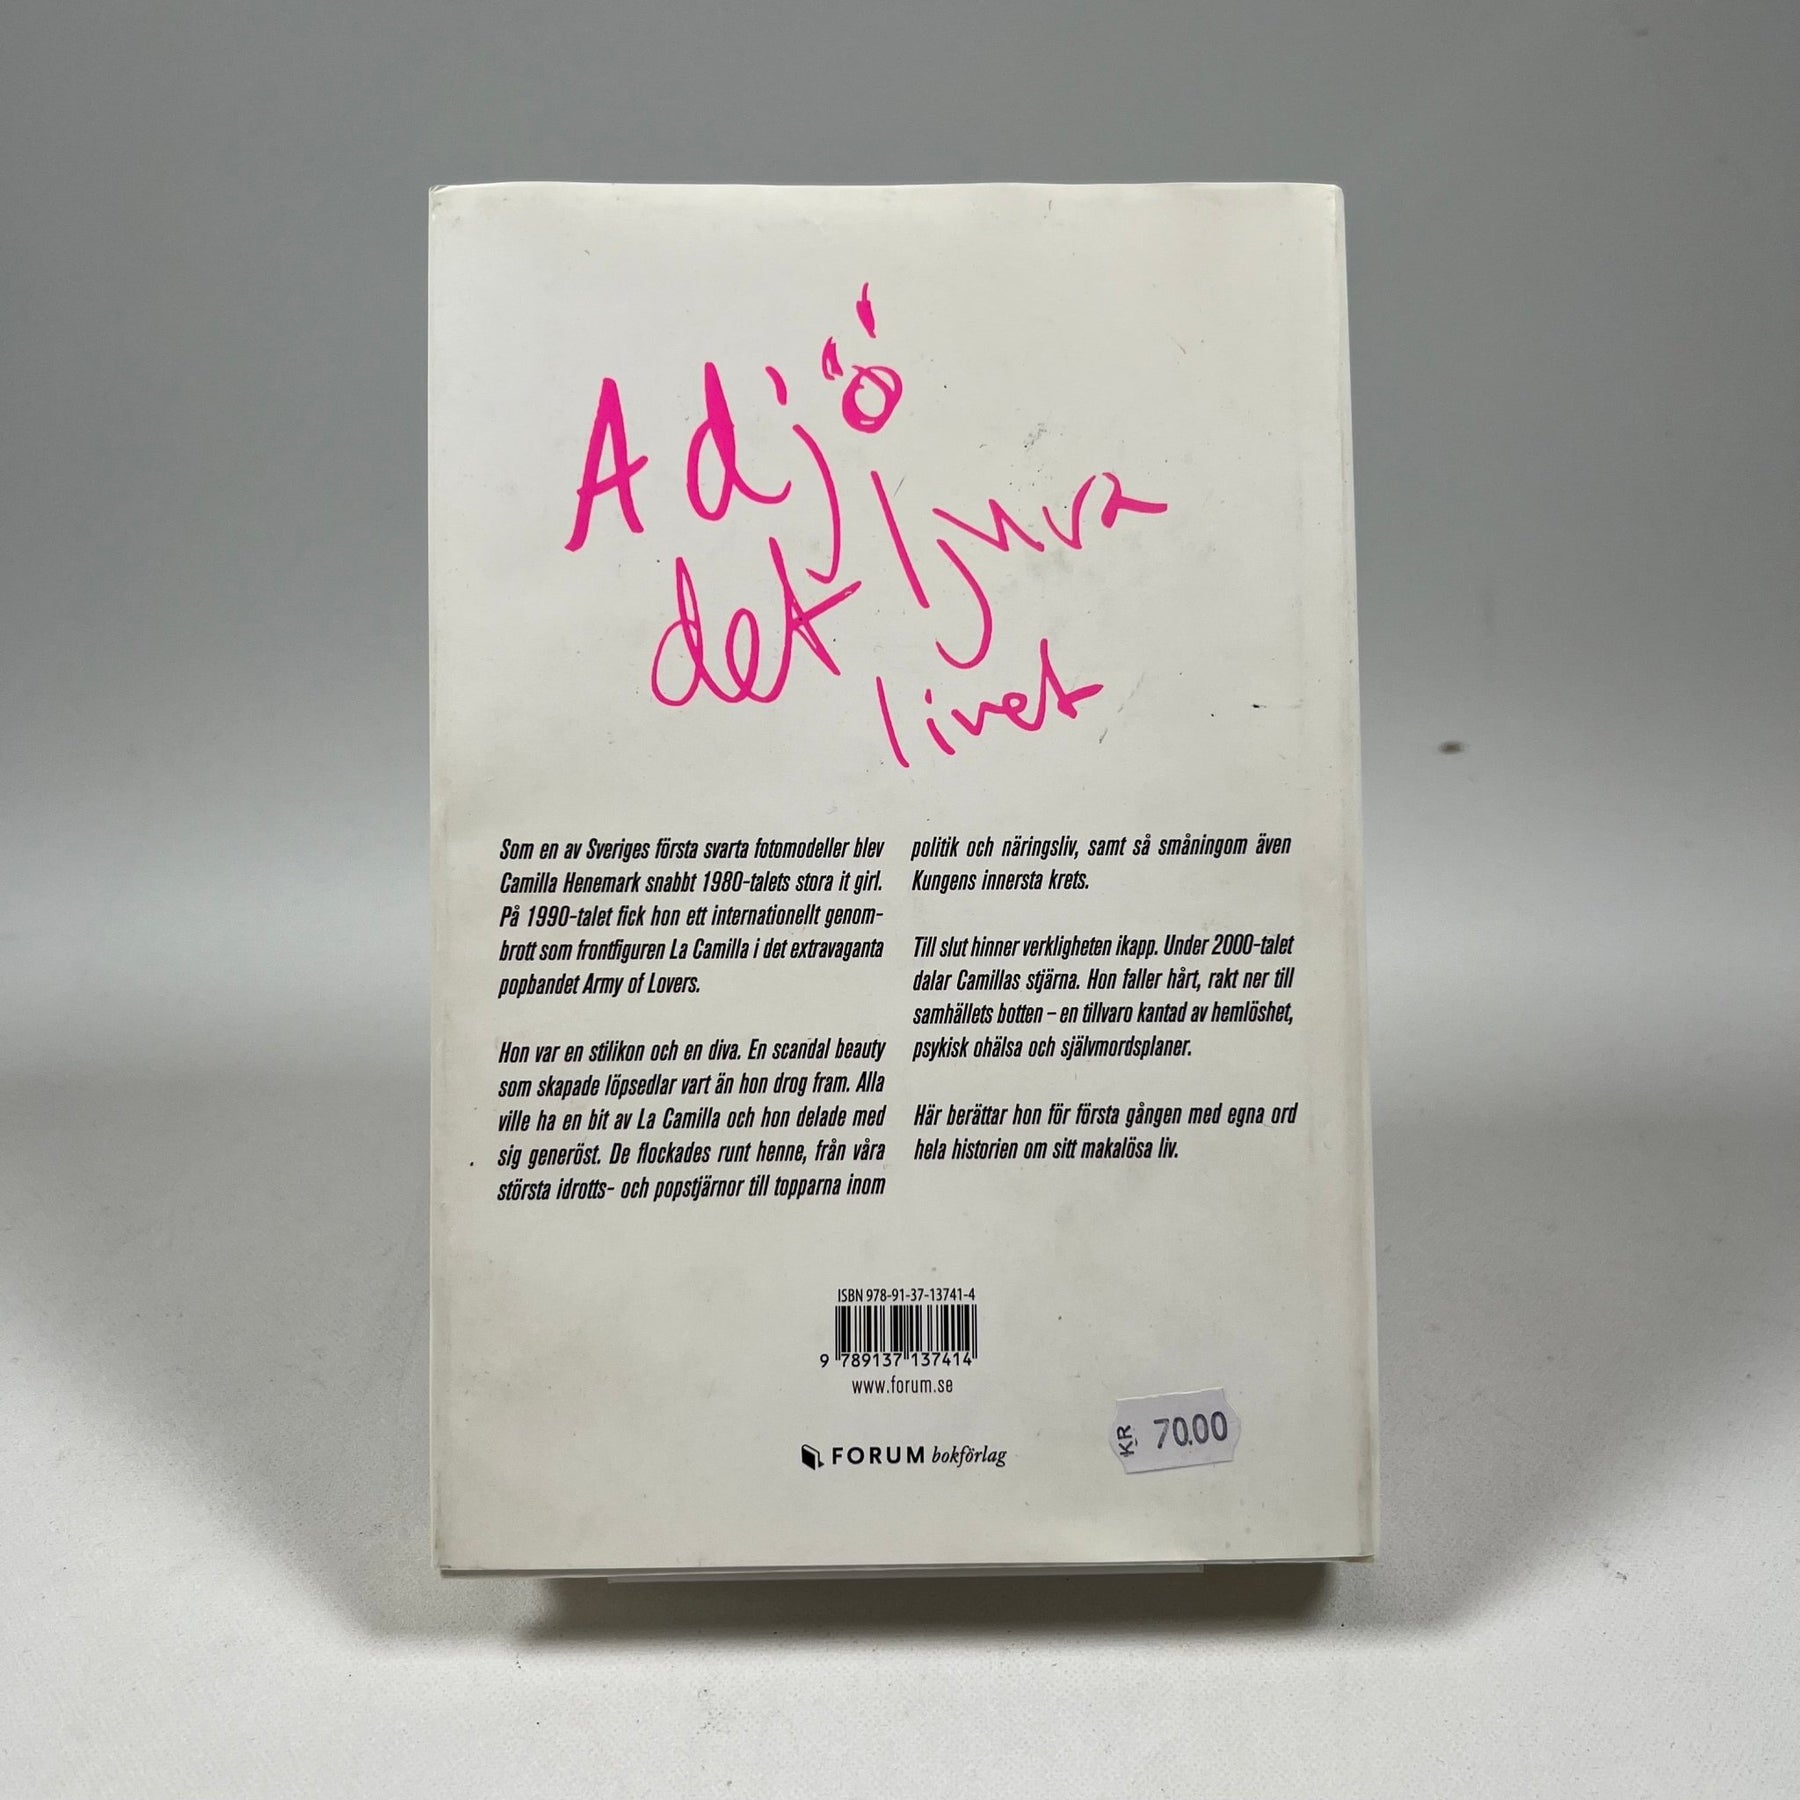 Adjö
det ljuva
livet
Som en av Sveriges första svarta fotomodeller blev
Camilla Henemark snabbt 1980-talets stora it girl.
På 1990-talet fick hon ett internationellt genom-
brott som frontfiguren La Camilla i det extravaganta
popbandet Army of Lovers.
Hon var en stilikon och en diva. En scandal beauty
som skapade löpsedlar vart än hon drog fram. Alla
ville ha en bit av La Camilla och hon delade med
sig generöst. De flockades runt henne, från våra
största idrotts- och popstjärnor till topparna inom
politik och näringsliv, samt så småningom även
Kungens innersta krets.
Till slut hinner verkligheten ikapp. Under 2000-talet
dalar Camillas stjärna. Hon faller hårt, rakt ner till
samhällets botten – en tillvaro kantad av hemlöshet,
psykisk ohälsa och självmordsplaner.
Här berättar hon för första gången med egna ord
hela historien om sitt makalösa liv.
ISBN 978-91-37-13741-4
9 789137 137414
www.forum.se
FORUM bokförlag
KR 70.00